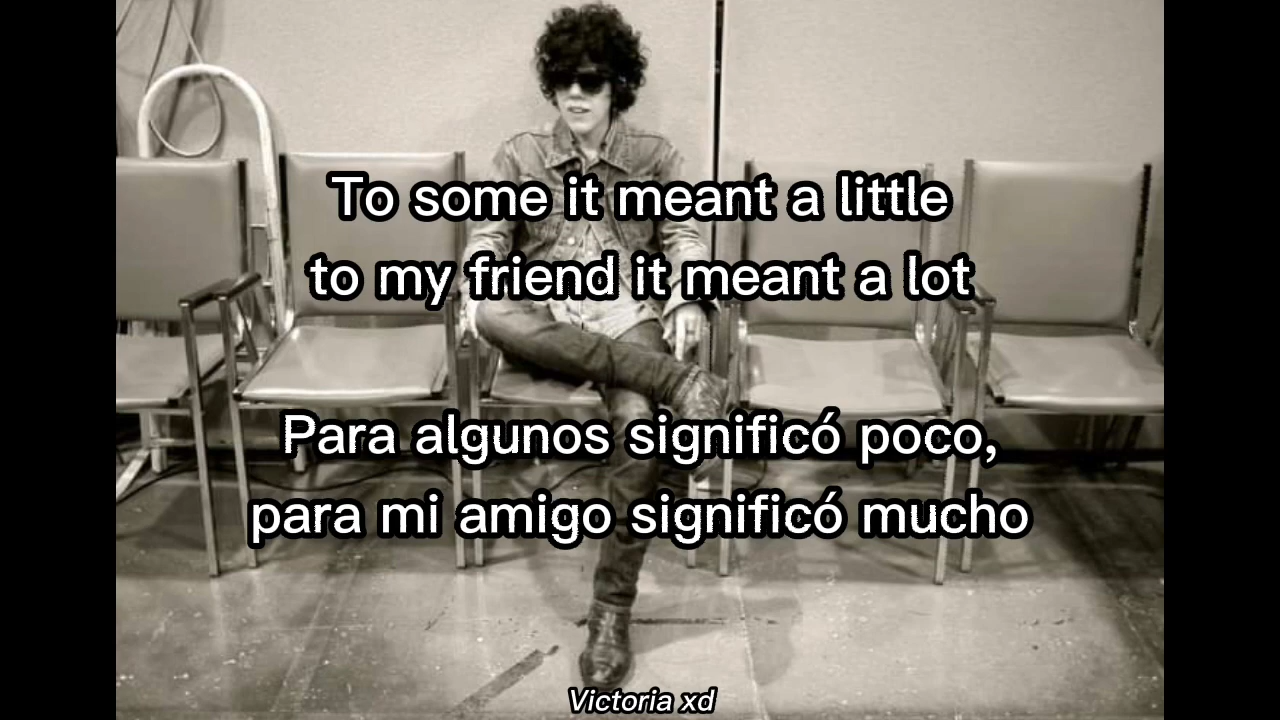 To some it meant a little
to my friend it meant a lot
Para algunos significó poco,
para mi amigo significó mucho
Victoria xd